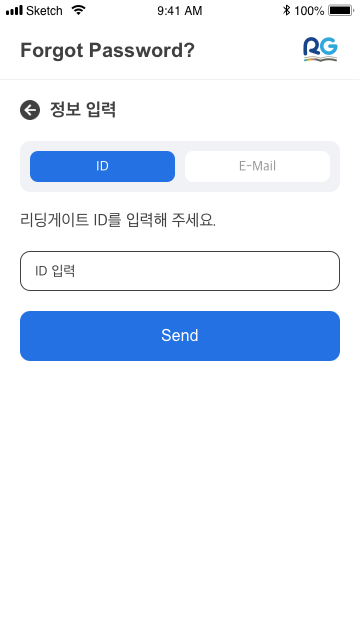 Sketch 9:41 AM 100%
Forgot Password?
RG
정보 입력
ID E-Mail
리딩게이트 ID를 입력해 주세요.
ID 입력
Send